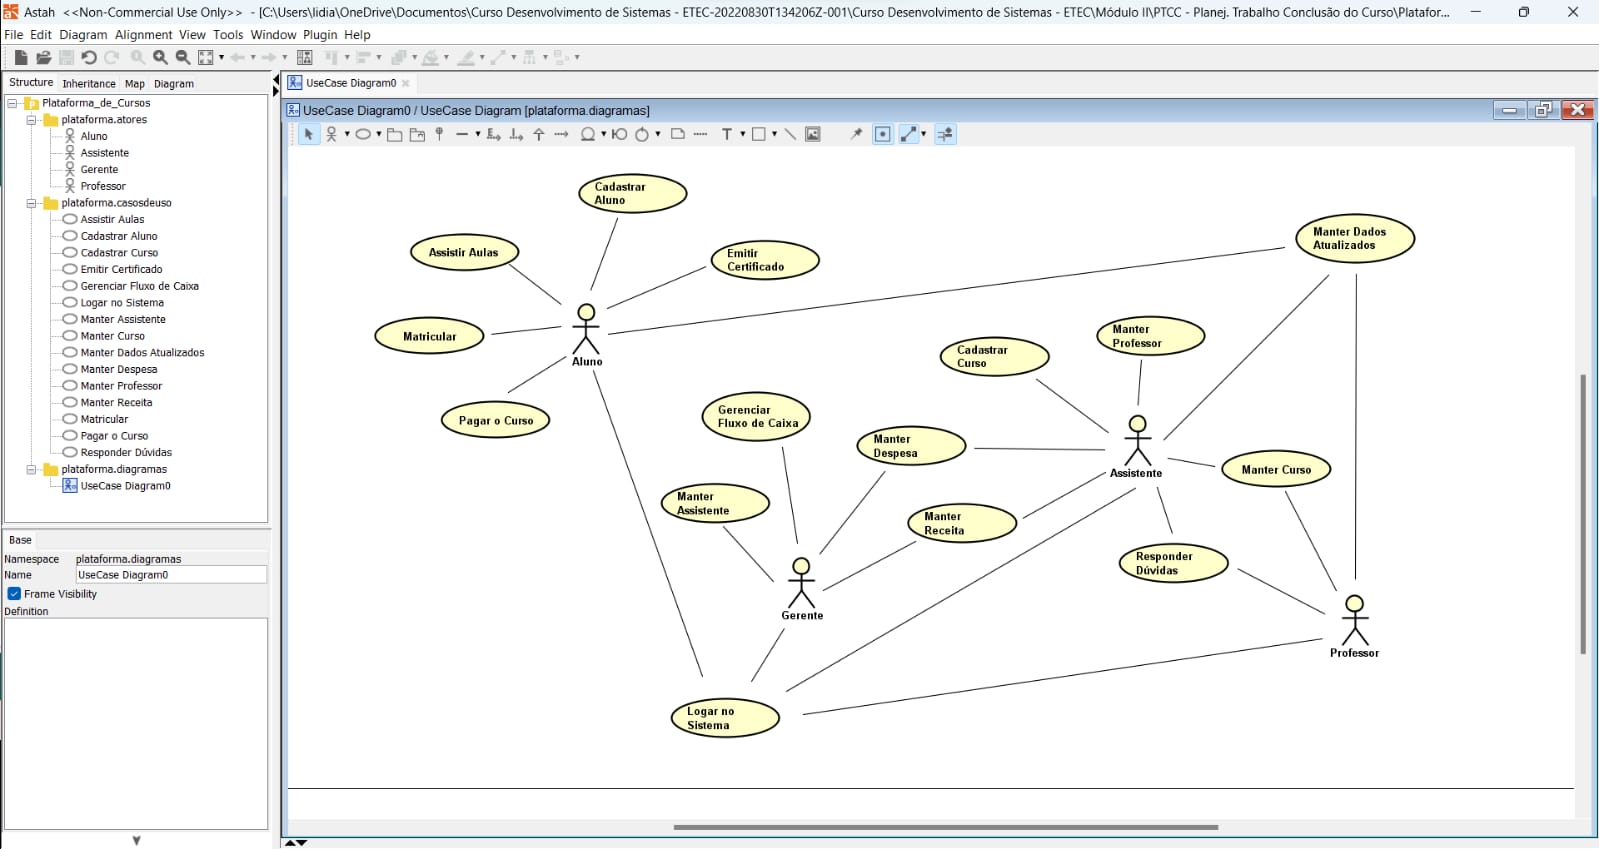 Astah <<Non-Commercial Use Only>> - [C:\Users\lidia\OneDrive\Documentos\Curso Desenvolvimento de Sistemas - ETEC-20220830T134206Z-001\Curso Desenvolvimento de Sistemas - ETEC\Módulo II\PTCC - Planej. Trabalho Conclusão do Curso\Platafor...
File Edit Diagram Alignment View Tools Window Plugin Help
Structure Inheritance Map Diagram
Plataforma_de_Cursos
plataforma.atores
Aluno
Assistente
Gerente
Professor
plataforma.casosdeuso
Assistir Aulas
Cadastrar Aluno
Cadastrar Curso
Emitir Certificado
Gerenciar Fluxo de Caixa
Logar no Sistema
Manter Assistente
Manter Curso
Manter Dados Atualizados
Manter Despesa
Manter Professor
Manter Receita
Matricular
Pagar o Curso
Responder Dúvidas
plataforma.diagramas
UseCase Diagram0
Base
Namespace plataforma.diagramas
Name UseCase Diagram0
Frame Visibility
Definition
UseCase Diagram0
UseCase Diagram0 / UseCase Diagram [plataforma.diagramas]
Cadastrar
Aluno
Assistir Aulas
Emitir
Certificado
Matricular
Aluno
Pagar o Curso
Manter Dados
Atualizados
Manter
Professor
Cadastrar
Curso
Gerenciar
Fluxo de Caixa
Manter
Despesa
Assistente
Manter Curso
Manter
Assistente
Manter
Receita
Responder
Dúvidas
Gerente
Professor
Logar no
Sistema